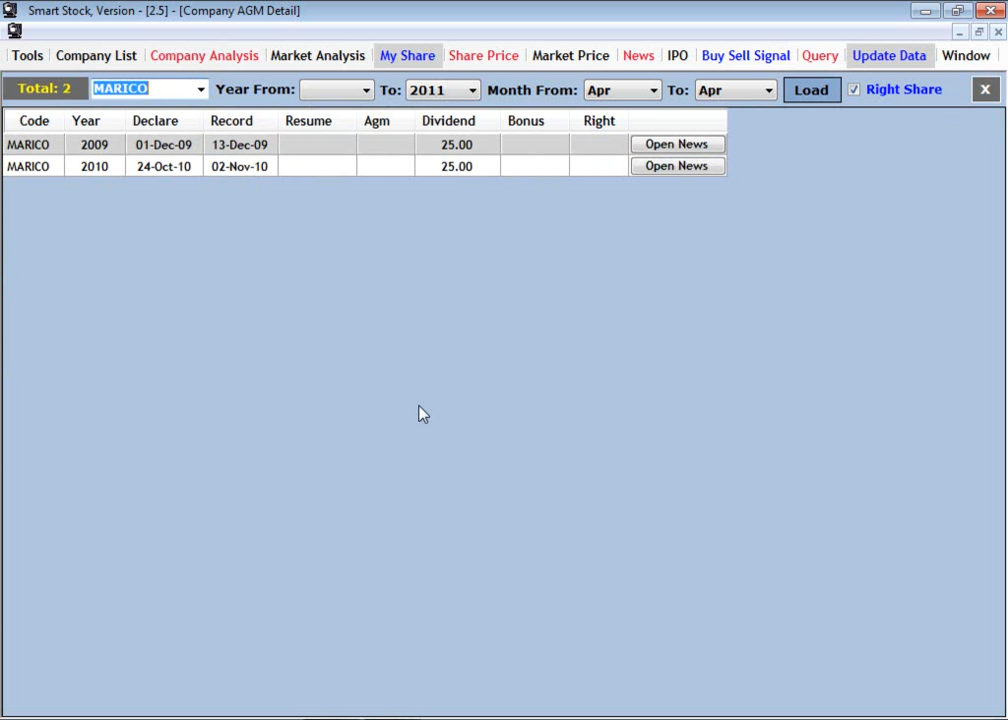 Smart Stock, Version - [2.5] - [Company AGM Detail]
Tools Company List Company Analysis Market Analysis My Share Share Price Market Price News IPO Buy Sell Signal Query Update Data Window
Total: 2 MARICO Year From: To: 2011 Month From: Apr To: Apr Load Right Share X
Code Year Declare Record Resume Agm Dividend Bonus Right
MARICO 2009 01-Dec-09 13-Dec-09 25.00 Open News
MARICO 2010 24-Oct-10 02-Nov-10 25.00 Open News